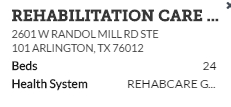 REHABILITATION CARE ...
2601 W RANDOL MILL RD STE
101 ARLINGTON, TX 76012
Beds 24
Health System REHABCARE G...